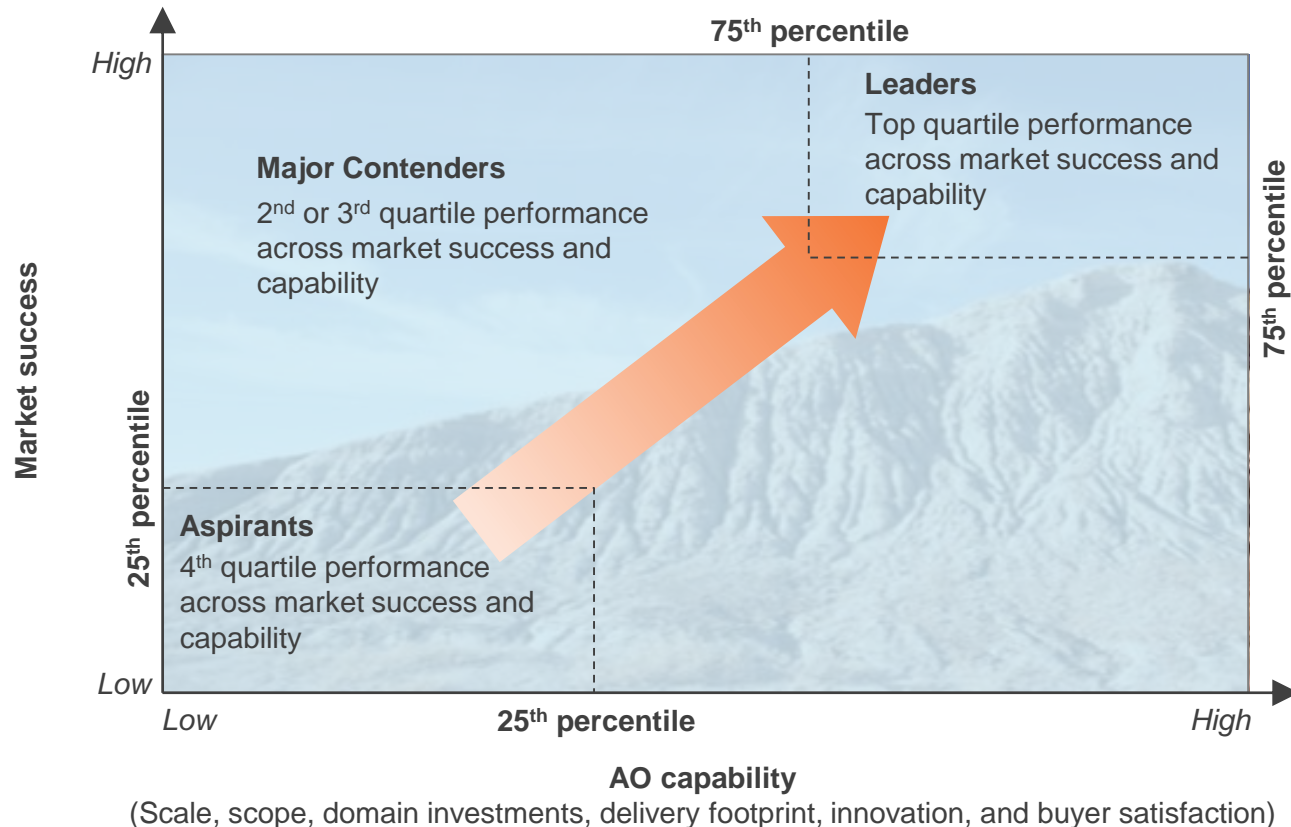 75th percentile
High
Leaders
Top quartile performance
across market success and
capability
Major Contenders
2nd or 3rd quartile performance
across market success and
capability
75th percentile
Market success
25th percentile
Aspirants
4th quartile performance
across market success and
capability
Low
Low
25th percentile
High
AO capability
(Scale, scope, domain investments, delivery footprint, innovation, and buyer satisfaction)